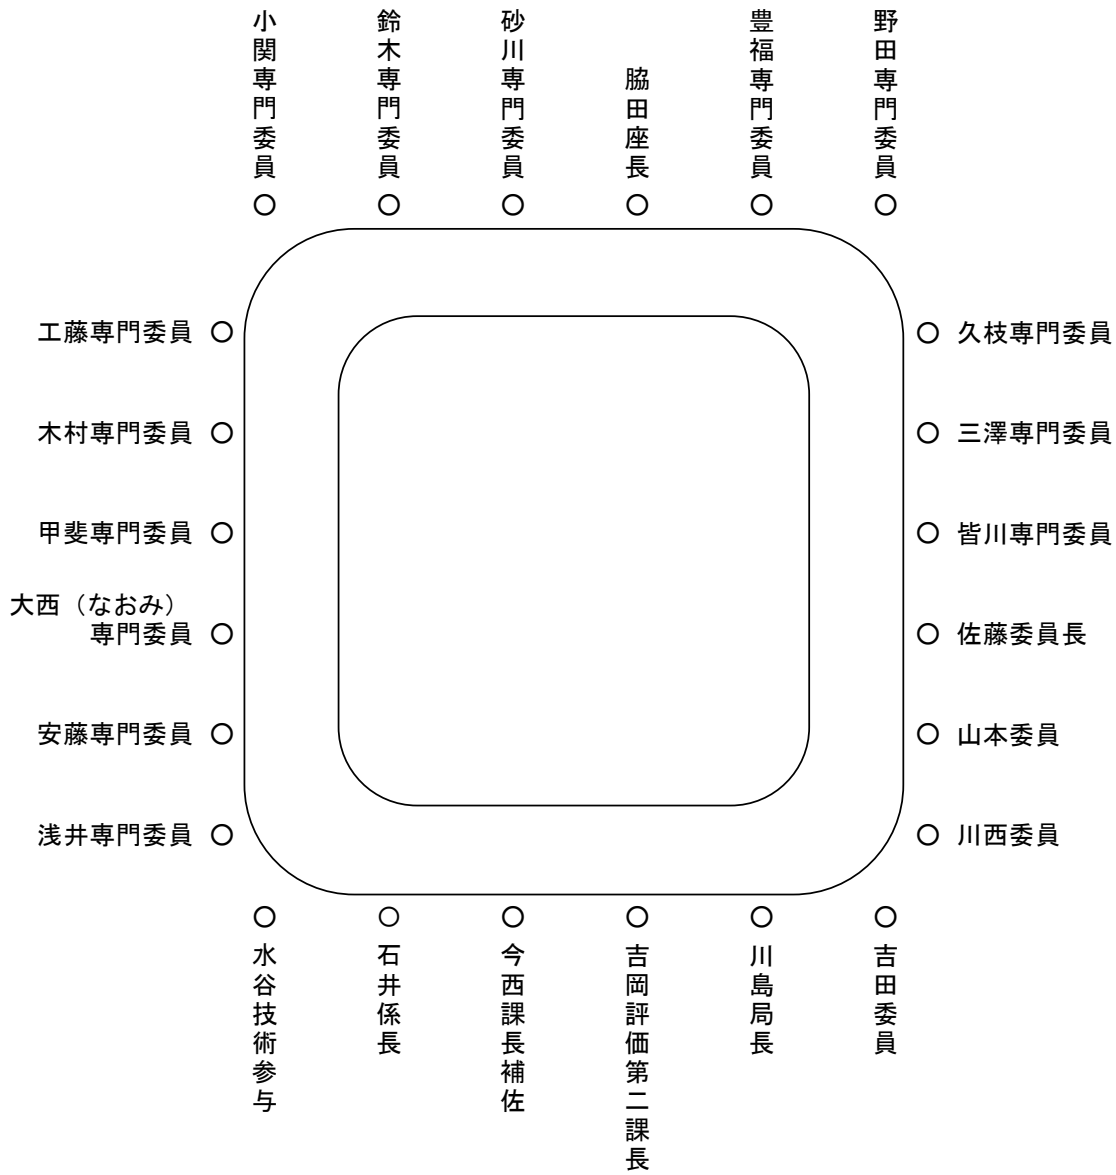 小関専門委員
鈴木専門委員
砂川専門委員
脇田座長
豊福専門委員
野田専門委員
工藤専門委員
久枝専門委員
木村専門委員
三澤専門委員
甲斐専門委員
皆川専門委員
大西（なおみ）
専門委員
佐藤委員長
安藤専門委員
山本委員
浅井専門委員
川西委員
水谷技術参与
石井係長
今西課長補佐
吉岡評価第二課長
川島局長
吉田委員